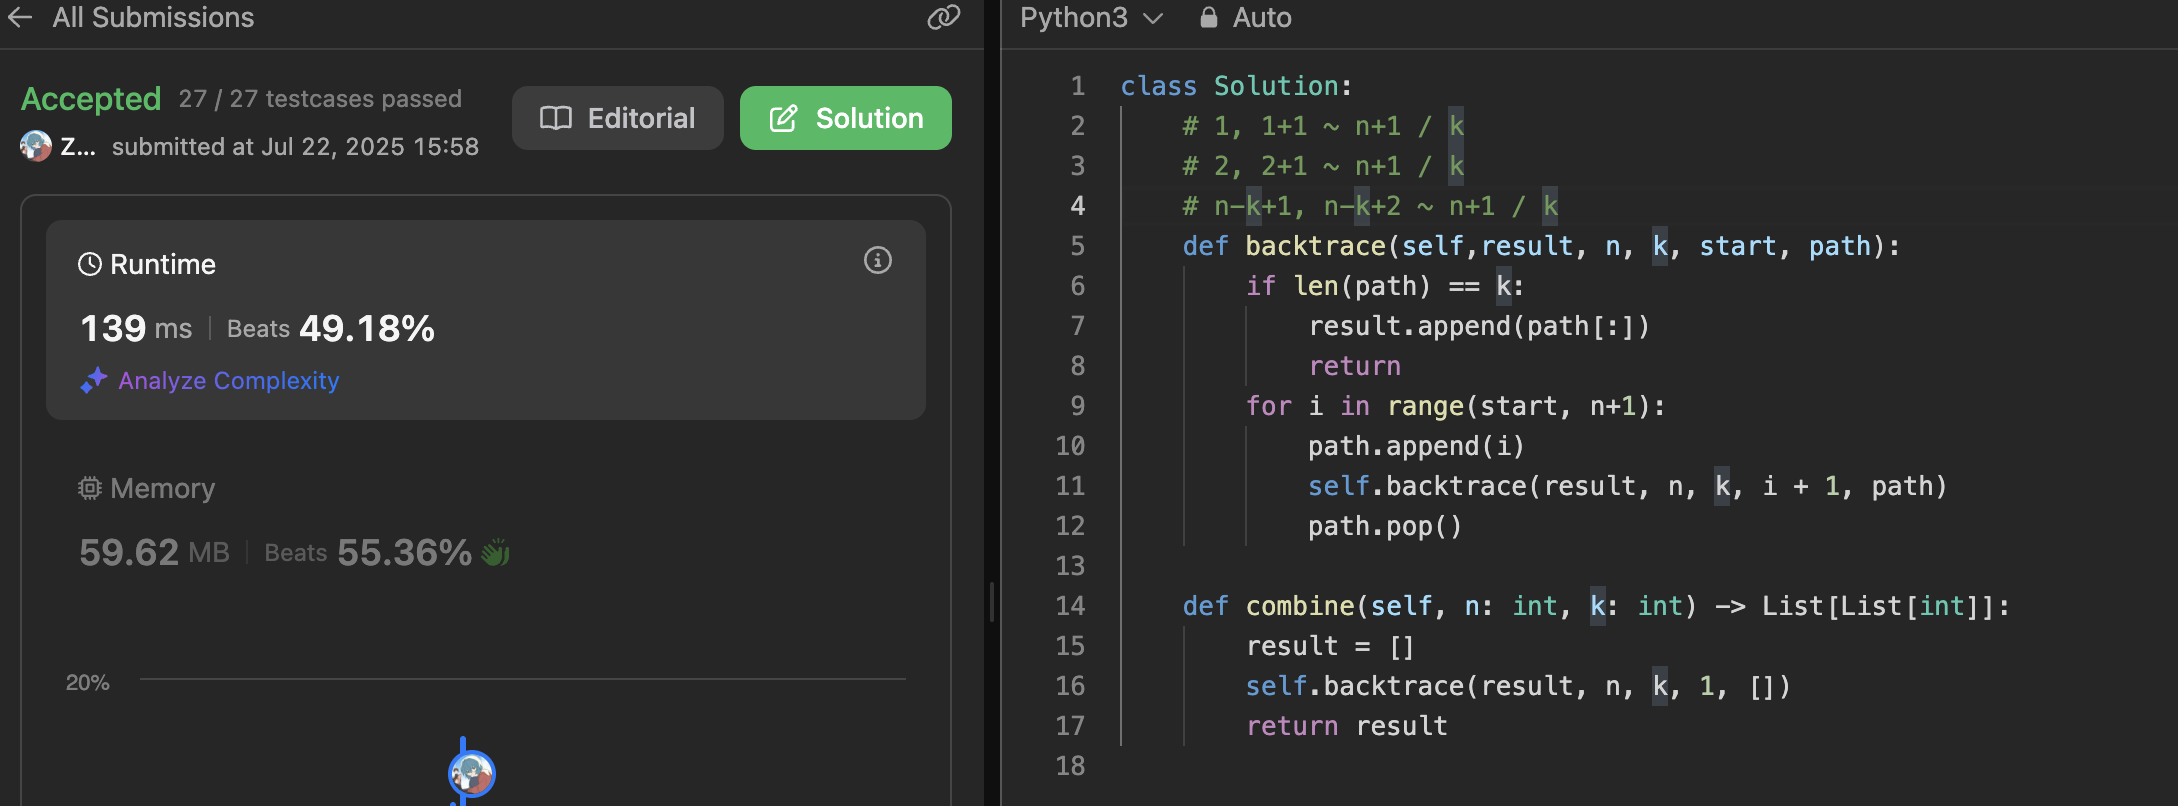 All Submissions
Accepted 27 / 27 testcases passed
Z... submitted at Jul 22, 2025 15:58
Editorial
Solution
Runtime
139 ms | Beats 49.18%
Analyze Complexity
Memory
59.62 MB | Beats 55.36%
20%
Python3 Auto
1 class Solution:
2     # 1, 1+1 ~ n+1 / k
3     # 2, 2+1 ~ n+1 / k
4     # n-k+1, n-k+2 ~ n+1 / k
5     def backtrace(self,result, n, k, start, path):
6         if len(path) == k:
7             result.append(path[:])
8             return
9         for i in range(start, n+1):
10             path.append(i)
11             self.backtrace(result, n, k, i + 1, path)
12             path.pop()
13
14     def combine(self, n: int, k: int) -> List[List[int]]:
15         result = []
16         self.backtrace(result, n, k, 1, [])
17         return result
18